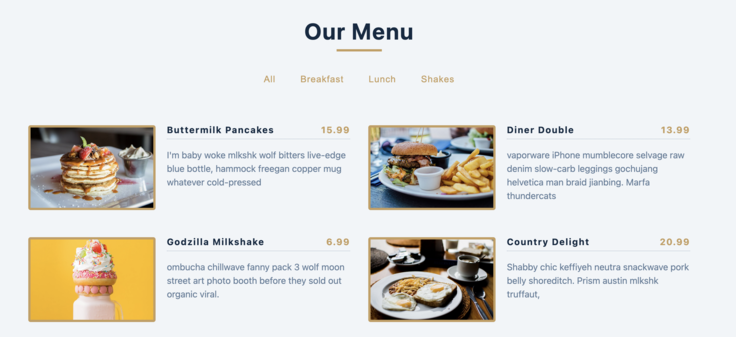 Our Menu
All Breakfast Lunch Shakes
Buttermilk Pancakes 15.99
I'm baby woke mlkshk wolf bitters live-edge
blue bottle, hammock freegan copper mug
whatever cold-pressed
Diner Double 13.99
vaporware iPhone mumblecore selvage raw
denim slow-carb leggings gochujang
helvetica man braid jianbing. Marfa
thundercats
Godzilla Milkshake 6.99
ombucha chillwave fanny pack 3 wolf moon
street art photo booth before they sold out
organic viral.
Country Delight 20.99
Shabby chic keffiyeh neutra snackwave pork
belly shoreditch. Prism austin mlkshk
truffaut,